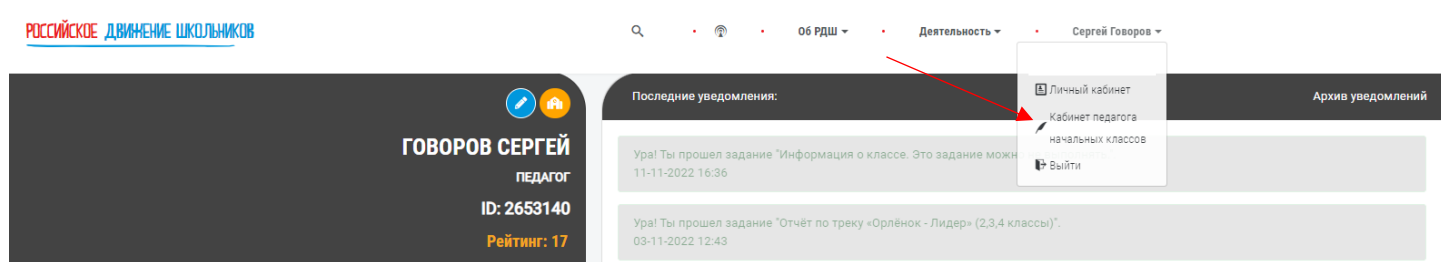 РОССИЙСКОЕ ДВИЖЕНИЕ ШКОЛЬНИКОВ
Об РДШ
Деятельность
Сергей Говоров
Личный кабинет
Кабинет педагога
начальных классов
Выйти
ГОВОРОВ СЕРГЕЙ
ПЕДАГОГ
ID: 2653140
Рейтинг: 17
Последние уведомления:
Архив уведомлений
Ура! Ты прошел задание "Информация о классе. Это задание можно
11-11-2022 16:36
Ура! Ты прошел задание "Отчёт по треку «Орлёнок - Лидер» (2,3,4 классы)".
03-11-2022 12:43